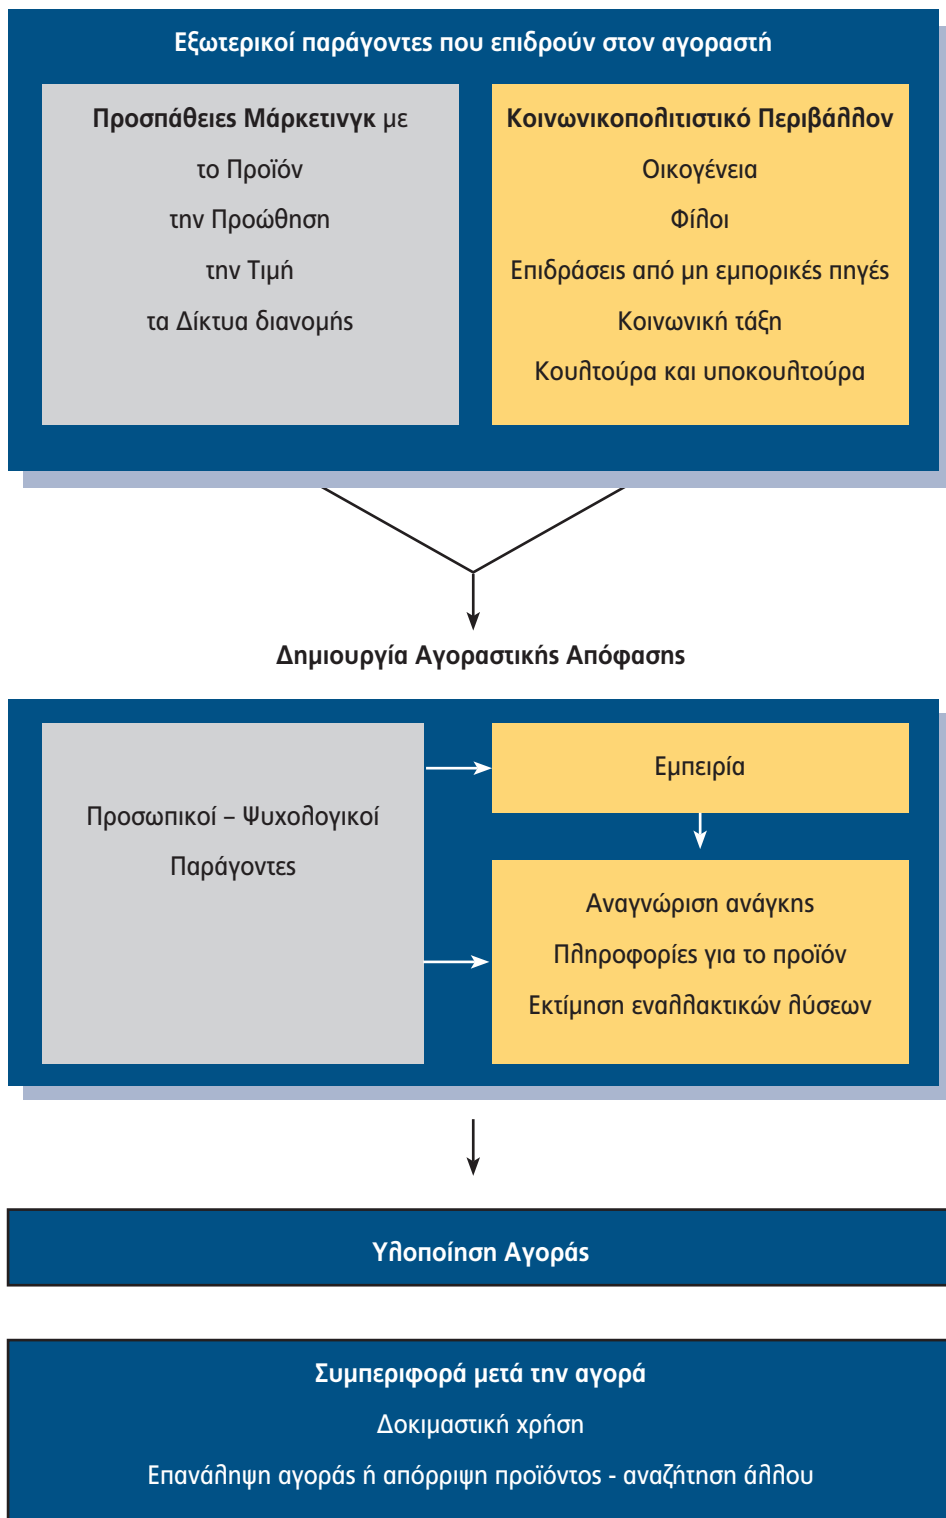 Εξωτερικοί παράγοντες που επιδρούν στον αγοραστή
Προσπάθειες Μάρκετινγκ με
το Προϊόν
την Προώθηση
την Τιμή
τα Δίκτυα διανομής
Κοινωνικοπολιτιστικό Περιβάλλον
Οικογένεια
Φίλοι
Επιδράσεις από μη εμπορικές πηγές
Κοινωνική τάξη
Κουλτούρα και υποκουλτούρα
Δημιουργία Αγοραστικής Απόφασης
Προσωπικοί – Ψυχολογικοί
Παράγοντες
Εμπειρία
Αναγνώριση ανάγκης
Πληροφορίες για το προϊόν
Εκτίμηση εναλλακτικών λύσεων
Υλοποίηση Αγοράς
Συμπεριφορά μετά την αγορά
Δοκιμαστική χρήση
Επανάληψη αγοράς ή απόρριψη προϊόντος - αναζήτηση άλλου